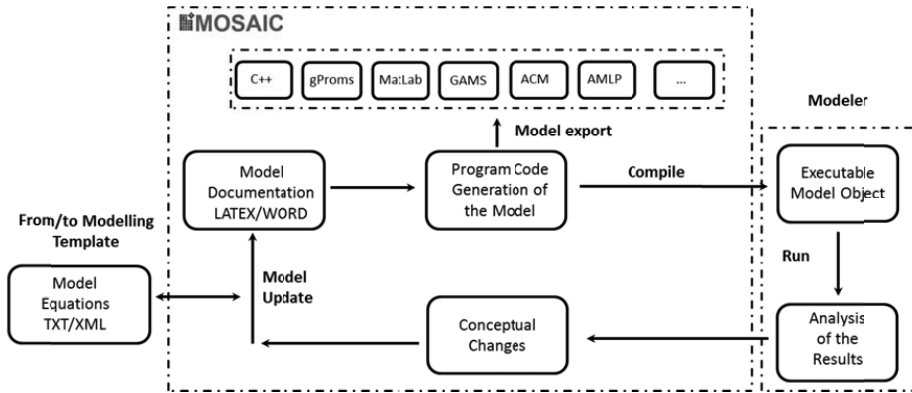 MOSAIC
C++
gProms
MaːLab
GAMS
ACM
AMLP
...
Modeler
Model export
Model
Documentation
LATEX/WORD
Program Code
Generation of
the Model
Compile
Executable
Model Object
From/to Modelling
Template
Model
Equations
TXT/XML
Model
Update
Run
Conceptual
Changes
Analysis
of the
Results